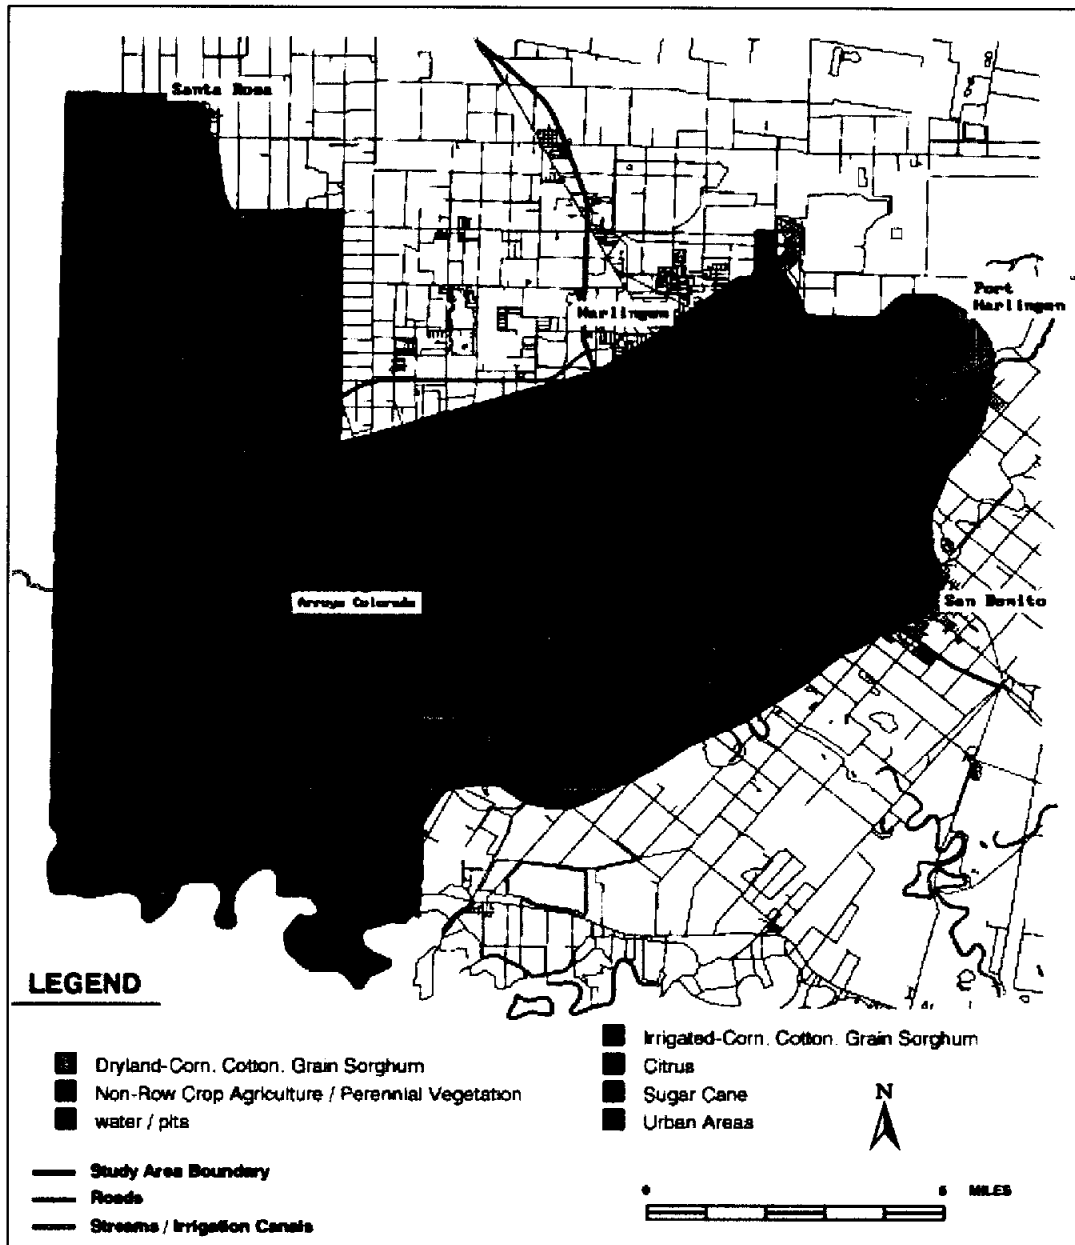 Santa Rosa
Port
Harlingen
Harlingen
Arroyo Colorado
San Benito
LEGEND
Dryland-Corn. Cotton. Grain Sorghum
Non-Row Crop Agriculture / Perennial Vegetation
water / pits
Irrigated-Corn. Cotton. Grain Sorghum
Citrus
Sugar Cane
Urban Areas
N
Study Area Boundary
Roads
Streams / Irrigation Canals
0 5 MILES